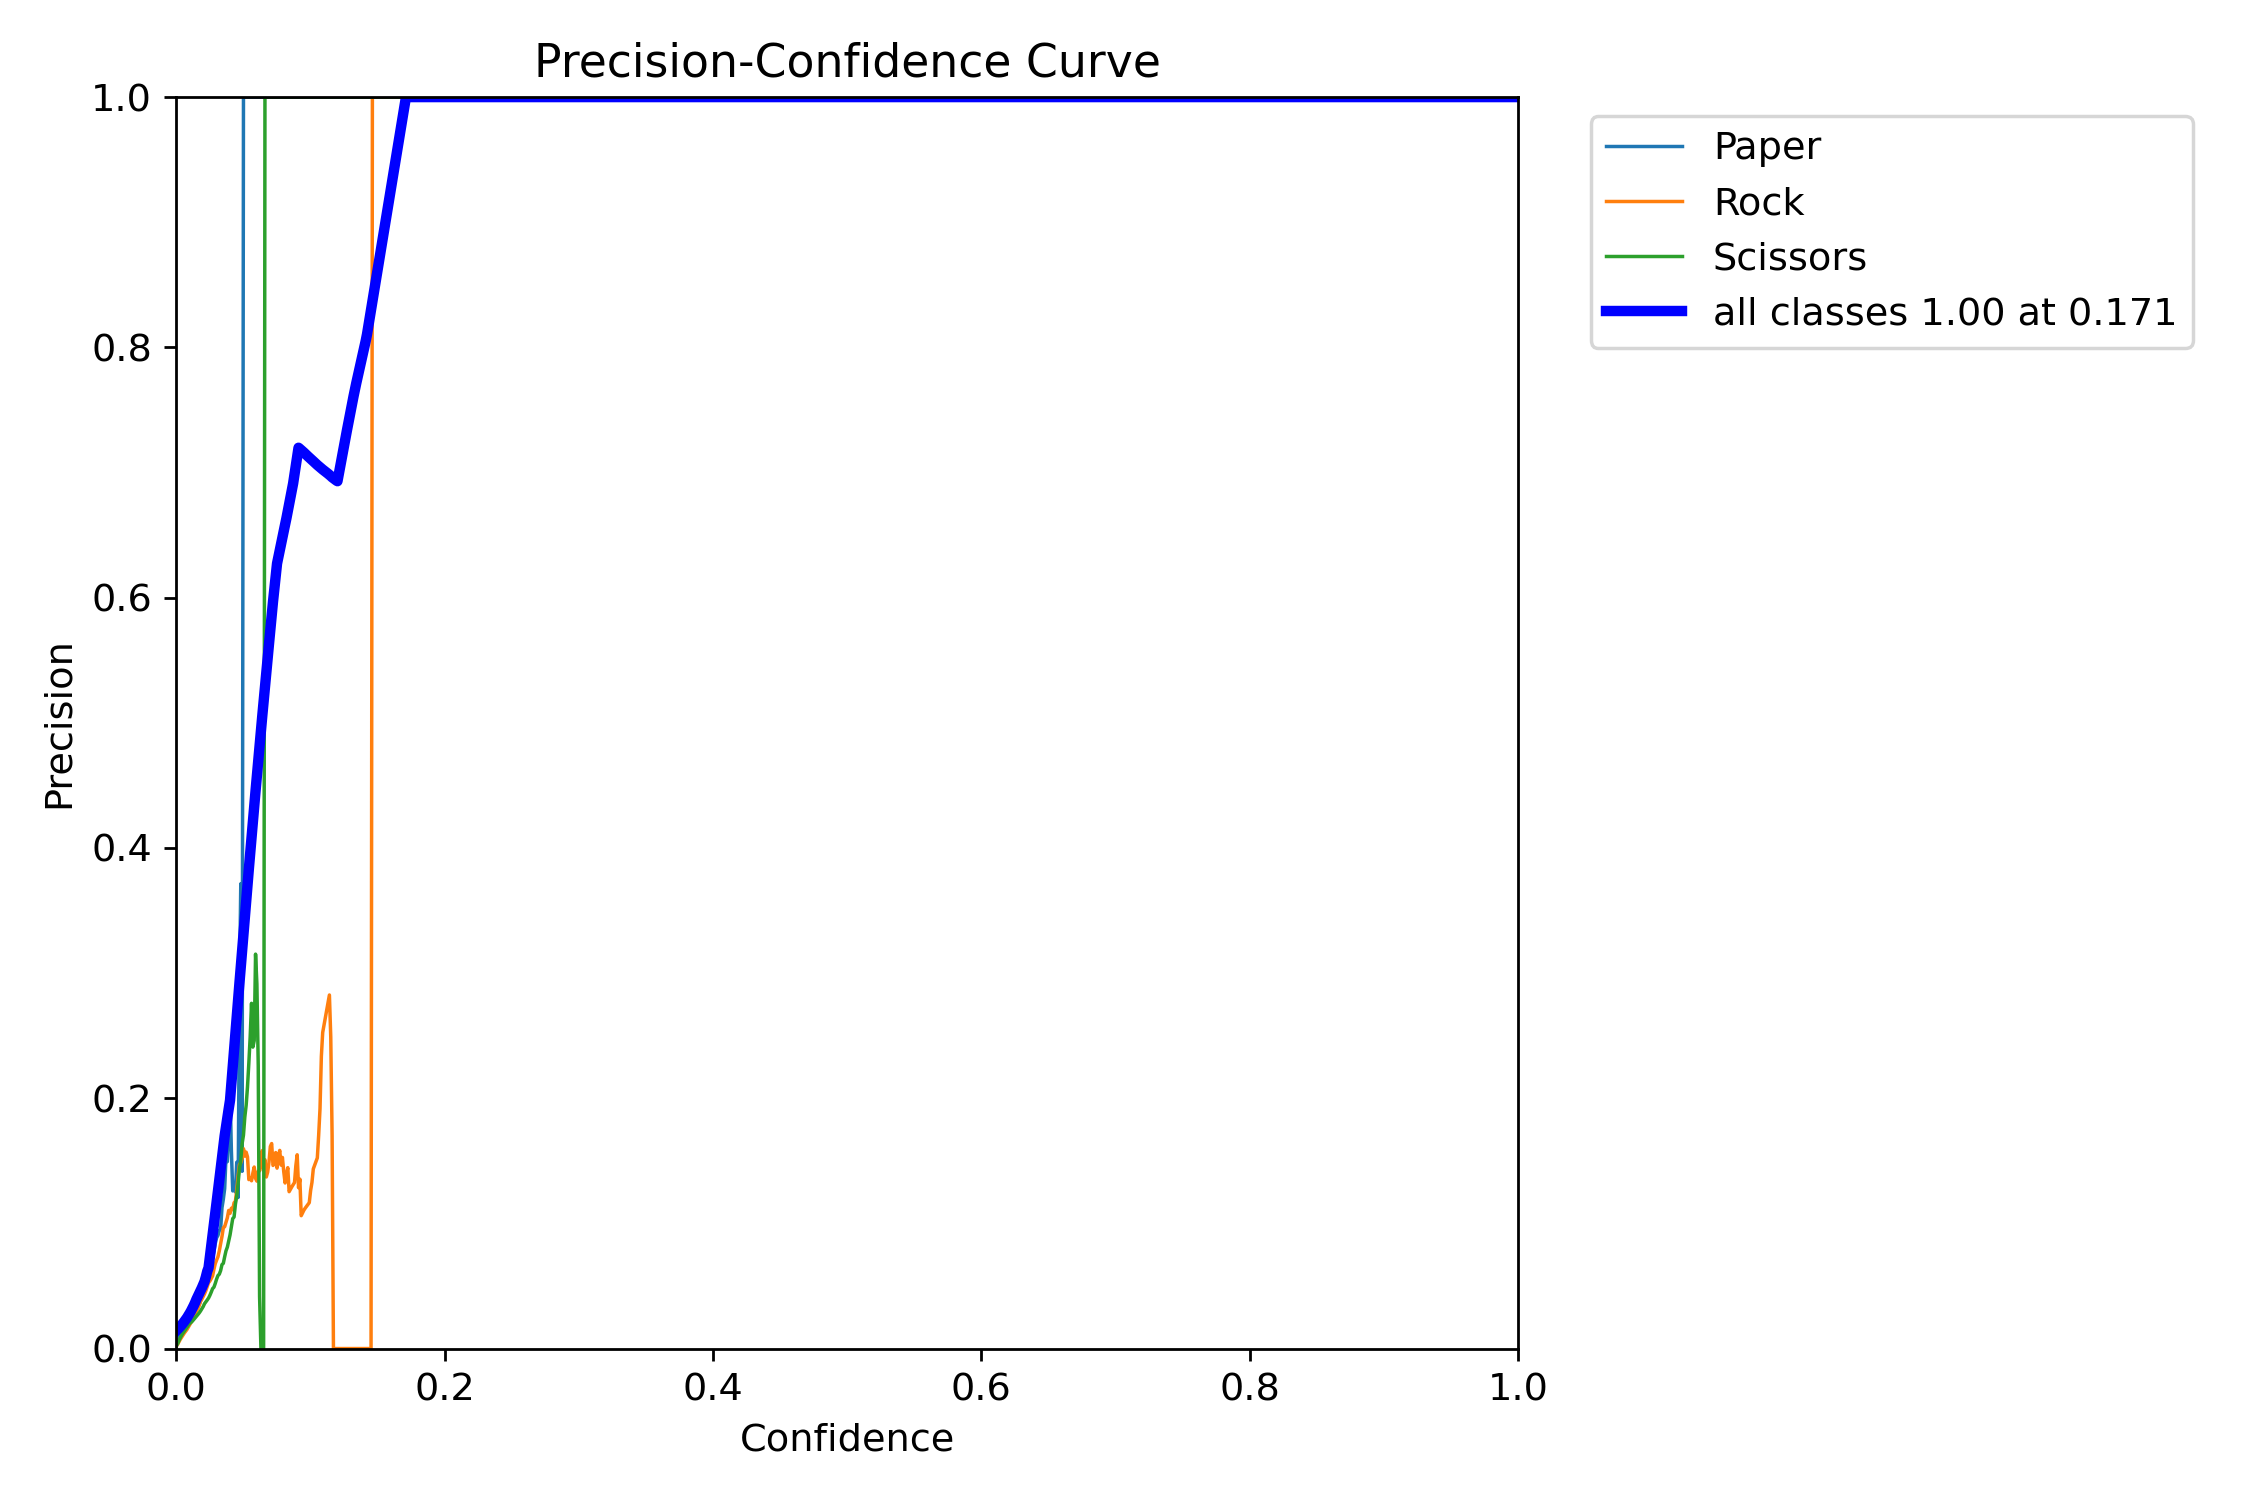 Precision-Confidence Curve
1.0
0.8
0.6
0.4
0.2
0.0
Precision
0.0 0.2 0.4 0.6 0.8 1.0
Confidence
Paper
Rock
Scissors
all classes 1.00 at 0.171